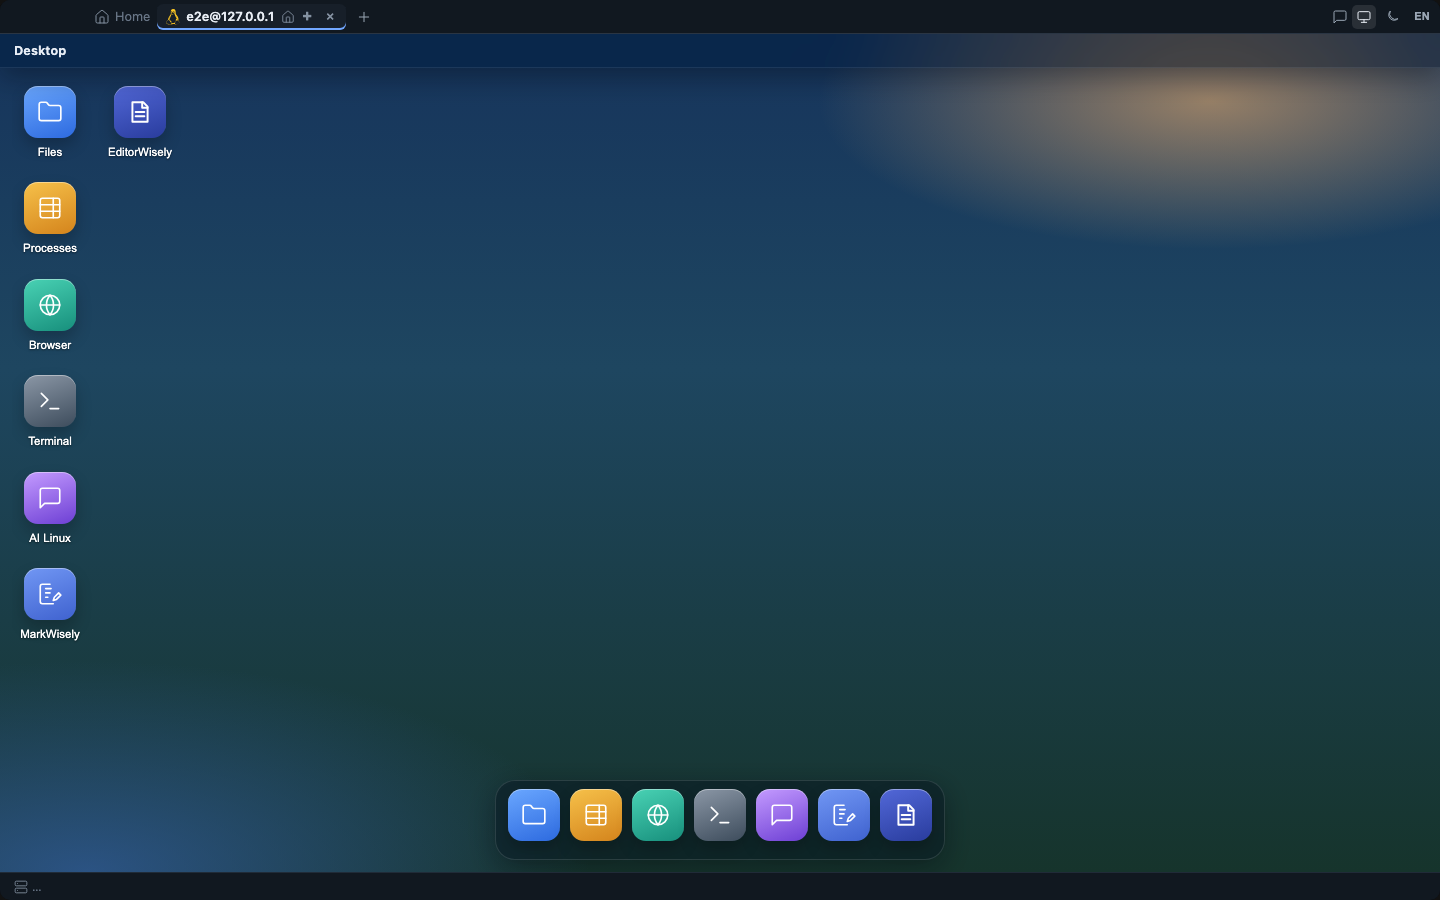 Home
e2e@127.0.0.1
EN
Desktop
Files
EditorWisely
Processes
Browser
Terminal
AI Linux
MarkWisely
...